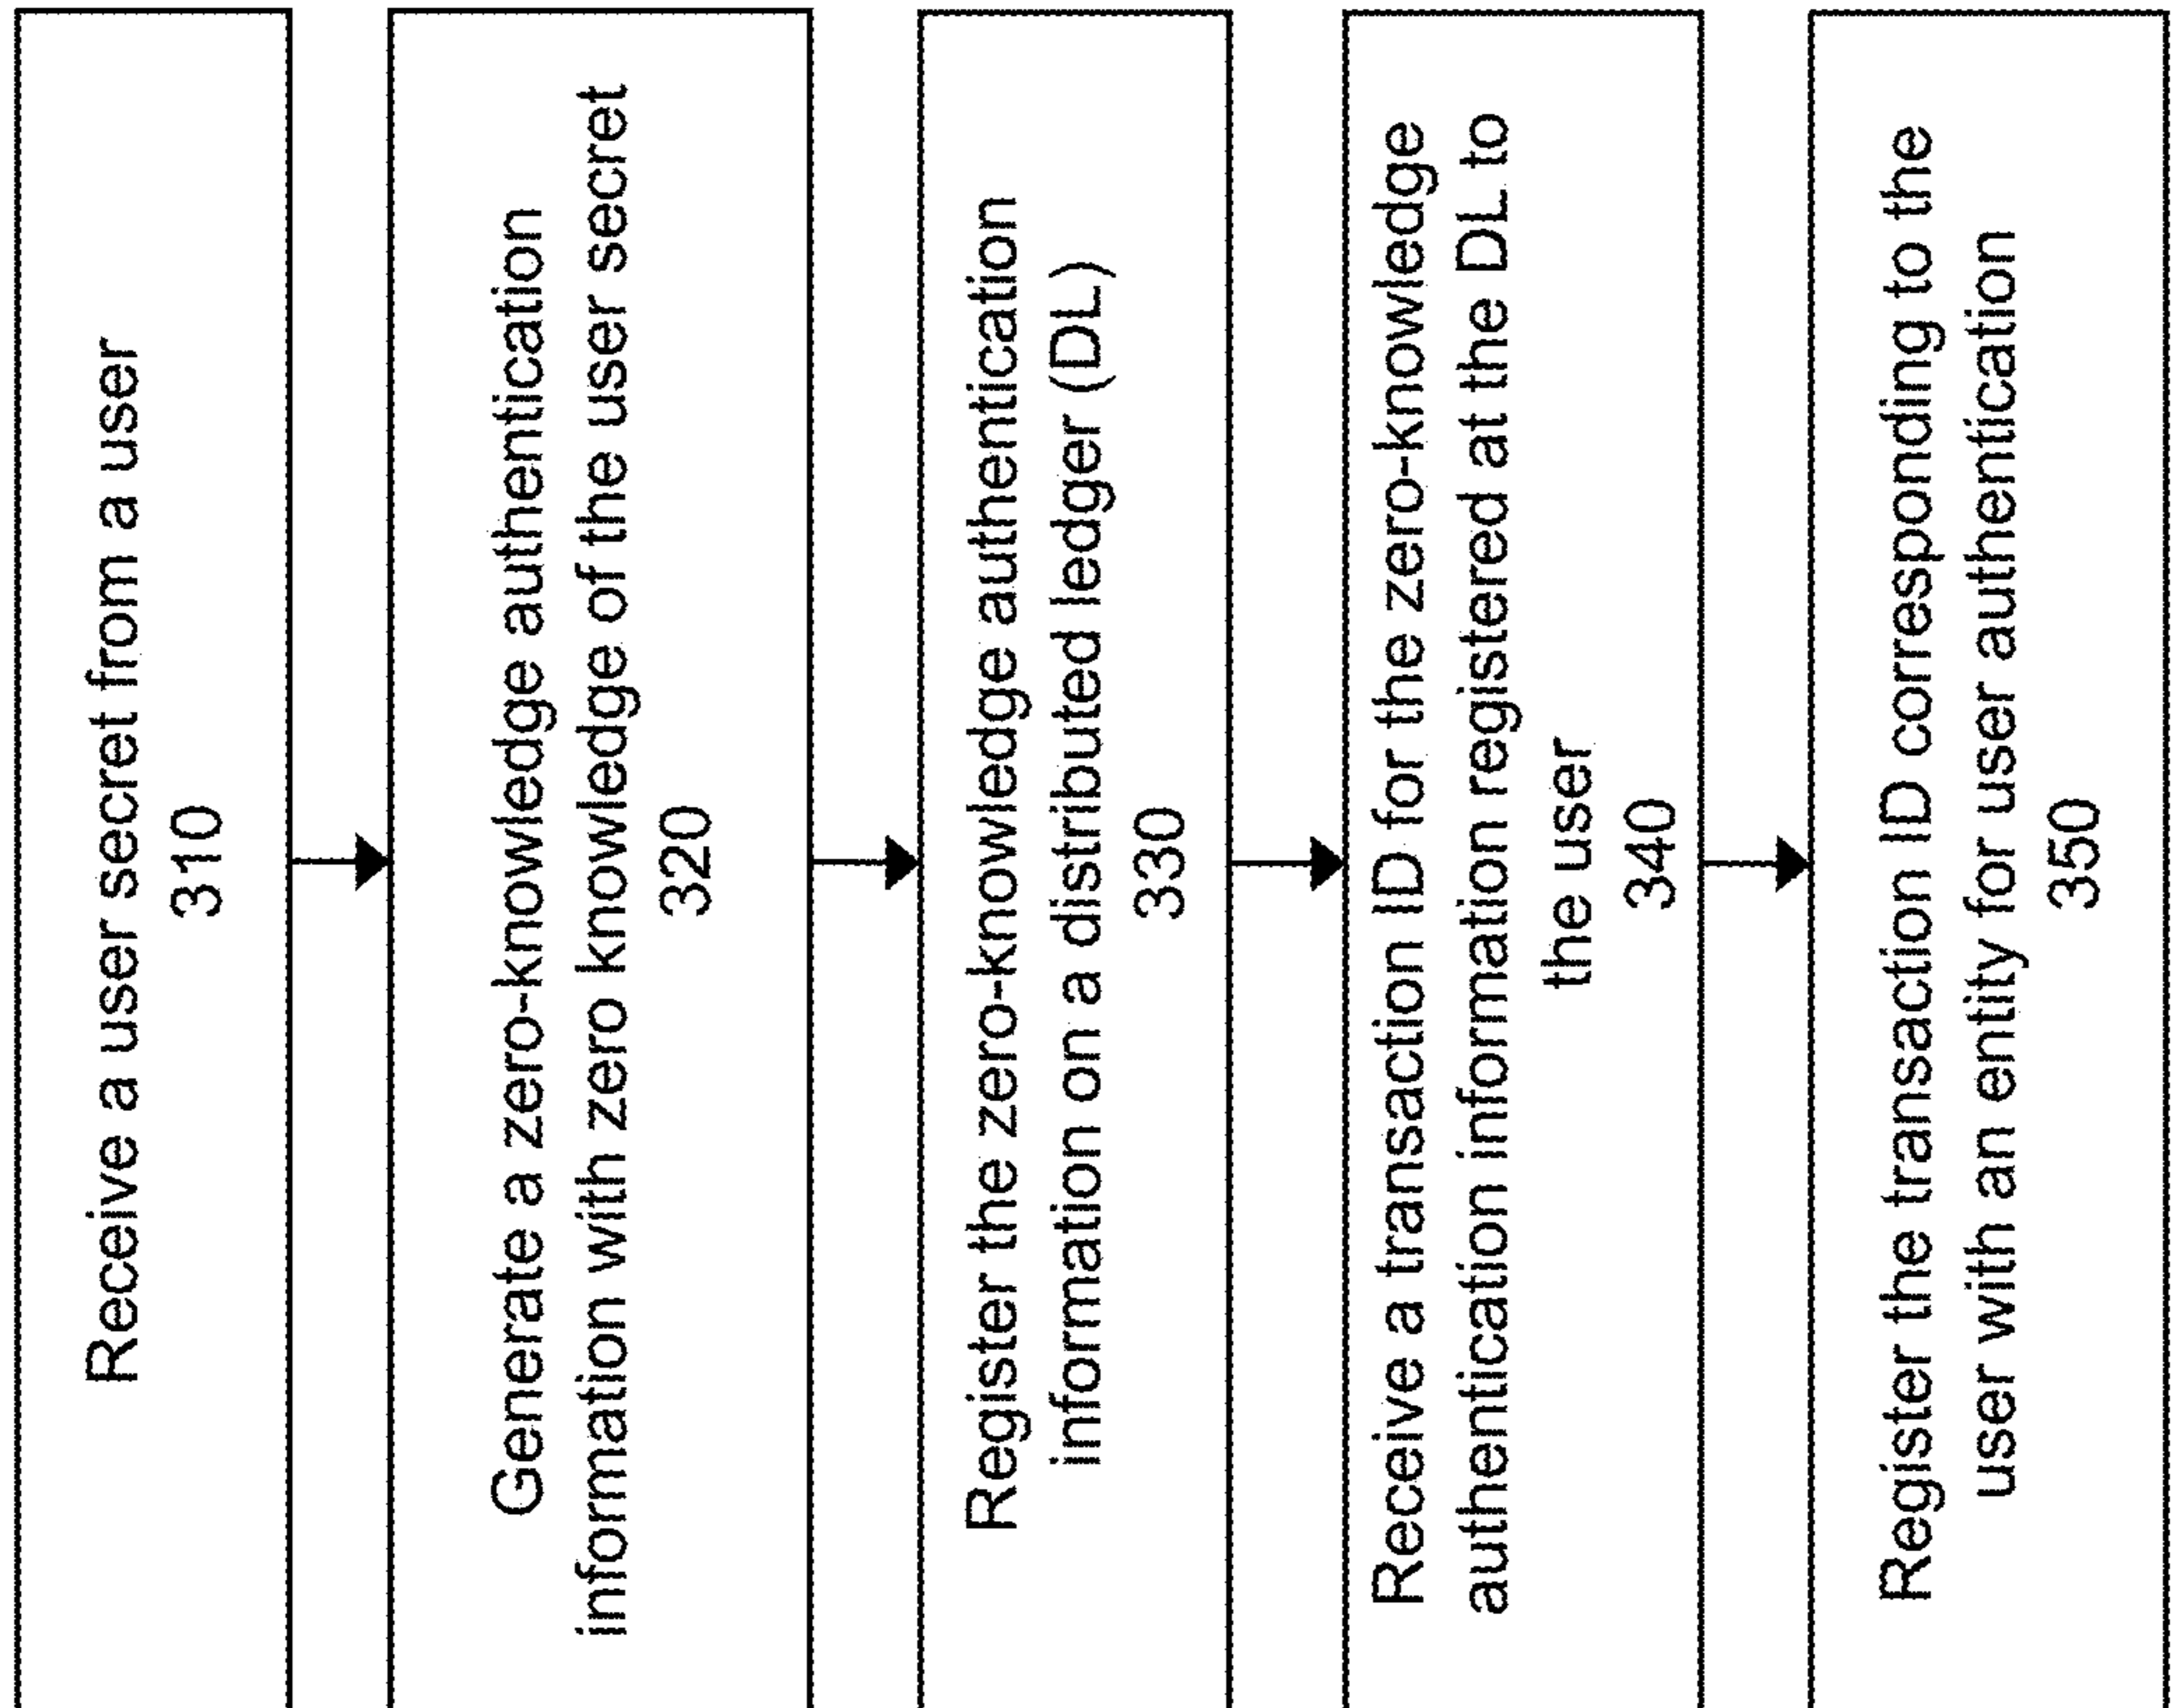 Receive a user secret from a user
310
Generate a zero-knowledge authentication
information with zero knowledge of the user secret
320
Register the zero-knowledge authentication
information on a distributed ledger (DL)
330
Receive a transaction ID for the zero-knowledge
authentication information registered at the DL to
the user
340
Register the transaction ID corresponding to the
user with an entity for user authentication
350